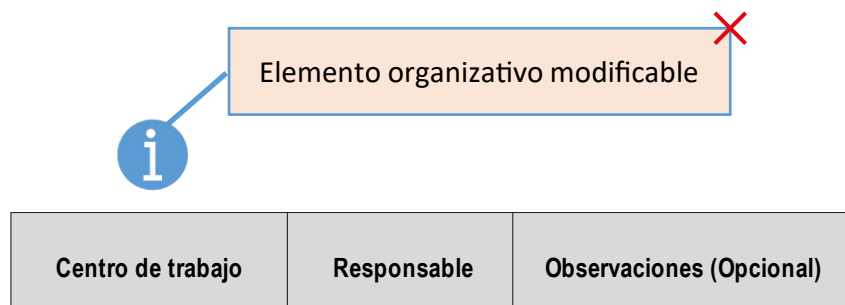 Elemento organizativo modificable
i
Centro de trabajo Responsable Observaciones (Opcional)